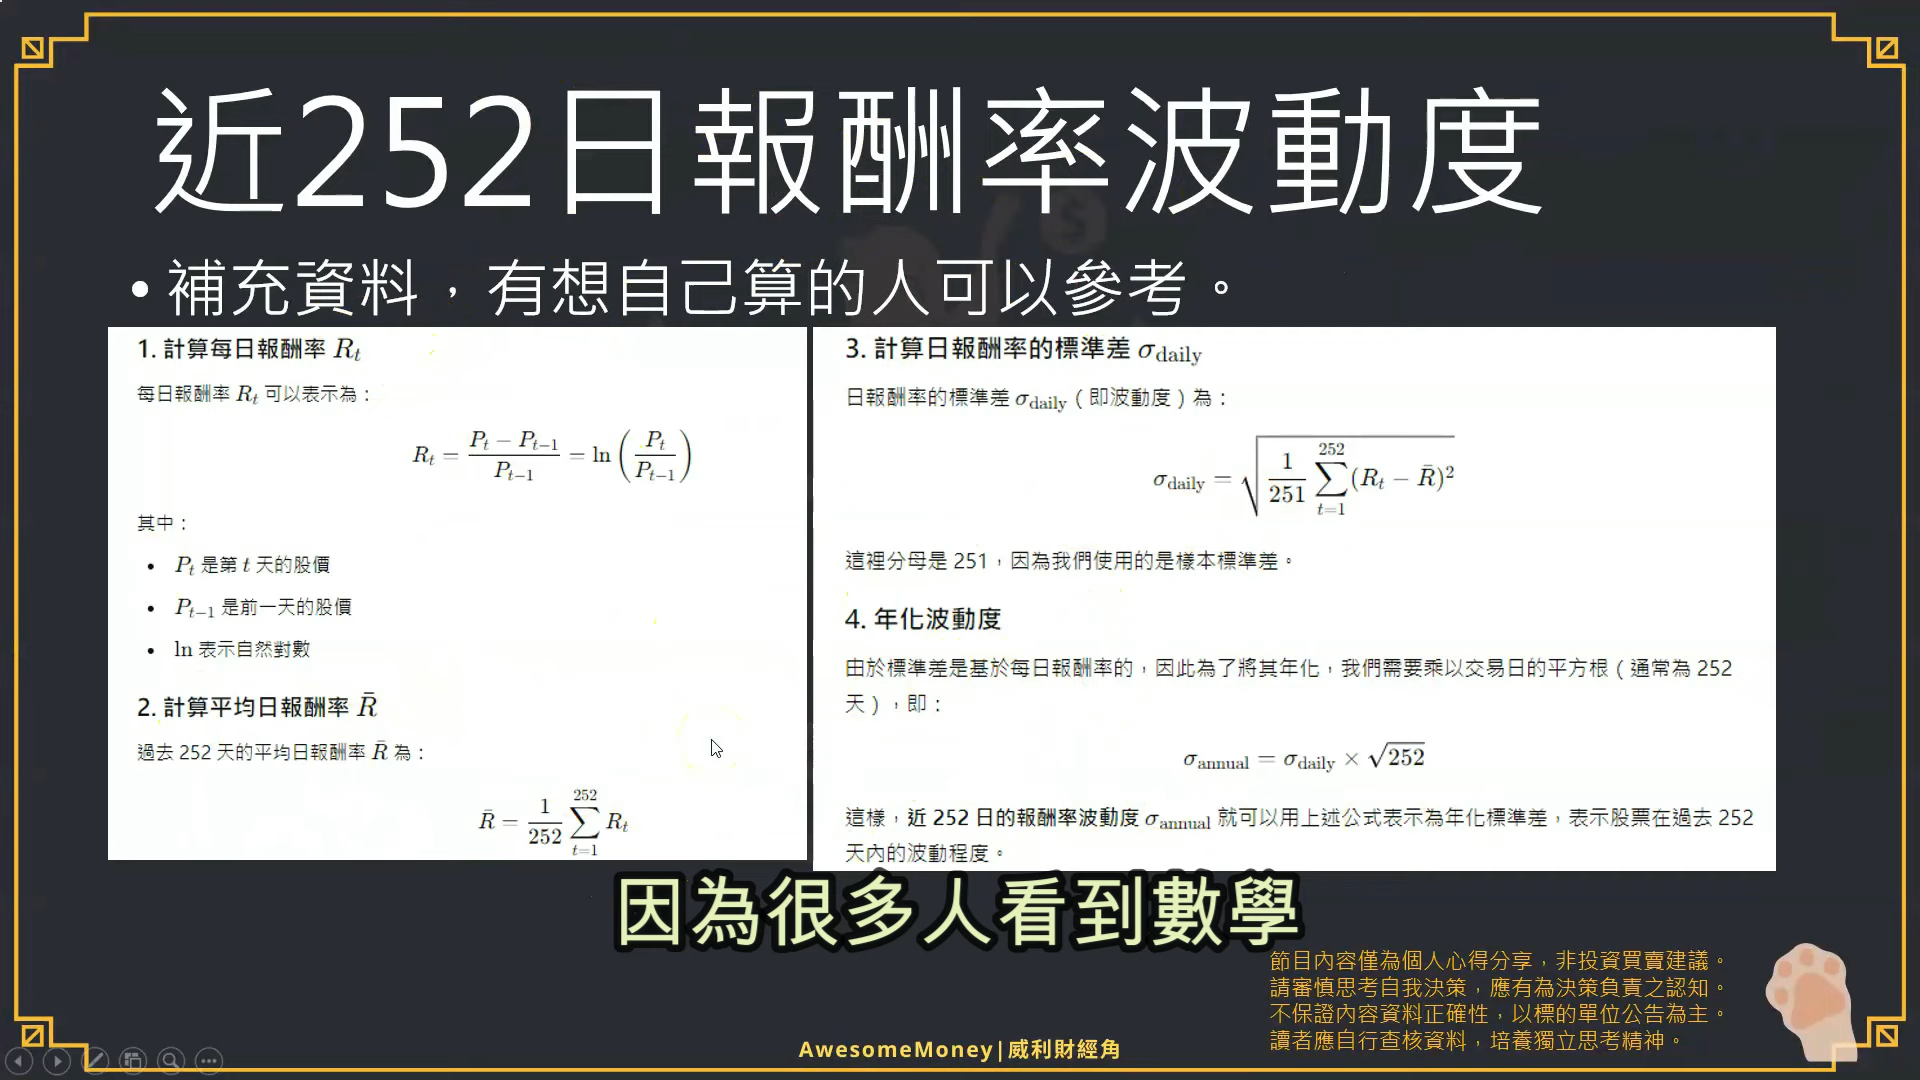 近252日報酬率波動度
• 補充資料，有想自己算的人可以參考。
1. 計算每日報酬率 Rₜ
每日報酬率 Rₜ 可以表示為：
Rₜ = (Pₜ − Pₜ₋₁) / Pₜ₋₁ = ln (Pₜ / Pₜ₋₁)
其中：
• Pₜ 是第 t 天的股價
• Pₜ₋₁ 是前一天的股價
• ln 表示自然對數
2. 計算平均日報酬率 R̄
過去 252 天的平均日報酬率 R̄ 為：
R̄ = 1/252 ∑_{t=1}^{252} Rₜ
3. 計算日報酬率的標準差 σ_daily
日報酬率的標準差 σ_daily（即波動度）為：
σ_daily = √(1/251 ∑_{t=1}^{252} (Rₜ − R̄)²)
這裡分母是 251，因為我們使用的是樣本標準差。
4. 年化波動度
由於標準差是基於每日報酬率的，因此為了將其年化，我們需要乘以交易日的平方根（通常為 252
天），即：
σ_annual = σ_daily × √252
這樣，近 252 日的報酬率波動度 σ_annual 就可以用上述公式表示為年化標準差，表示股票在過去 252
天內的波動程度。
因為很多人看到數學
節目內容僅為個人心得分享，非投資買賣建議。
請審慎思考自我決策，應有為決策負責之認知。
不保證內容資料正確性，以標的單位公告為主。
讀者應自行查核資料，培養獨立思考精神。
AwesomeMoney|威利財經角